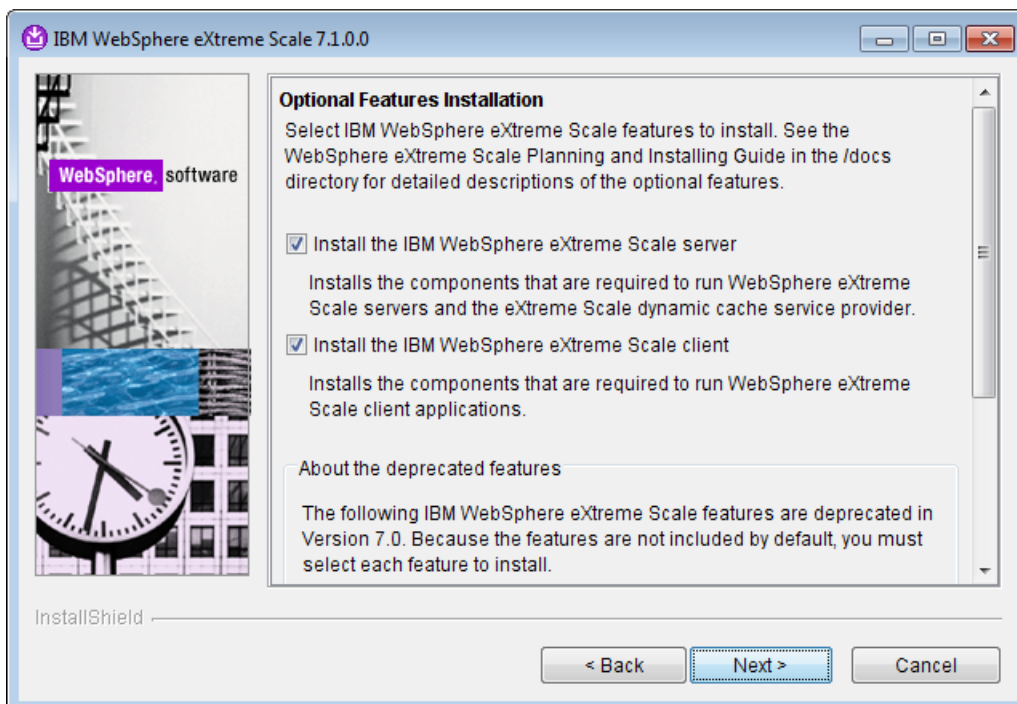 IBM WebSphere eXtreme Scale 7.1.0.0
WebSphere. software
Optional Features Installation
Select IBM WebSphere eXtreme Scale features to install. See the
WebSphere eXtreme Scale Planning and Installing Guide in the /docs
directory for detailed descriptions of the optional features.
Install the IBM WebSphere eXtreme Scale server
Installs the components that are required to run WebSphere eXtreme
Scale servers and the eXtreme Scale dynamic cache service provider.
Install the IBM WebSphere eXtreme Scale client
Installs the components that are required to run WebSphere eXtreme
Scale client applications.
About the deprecated features
The following IBM WebSphere eXtreme Scale features are deprecated in
Version 7.0. Because the features are not included by default, you must
select each feature to install.
InstallShield
< Back
Next >
Cancel